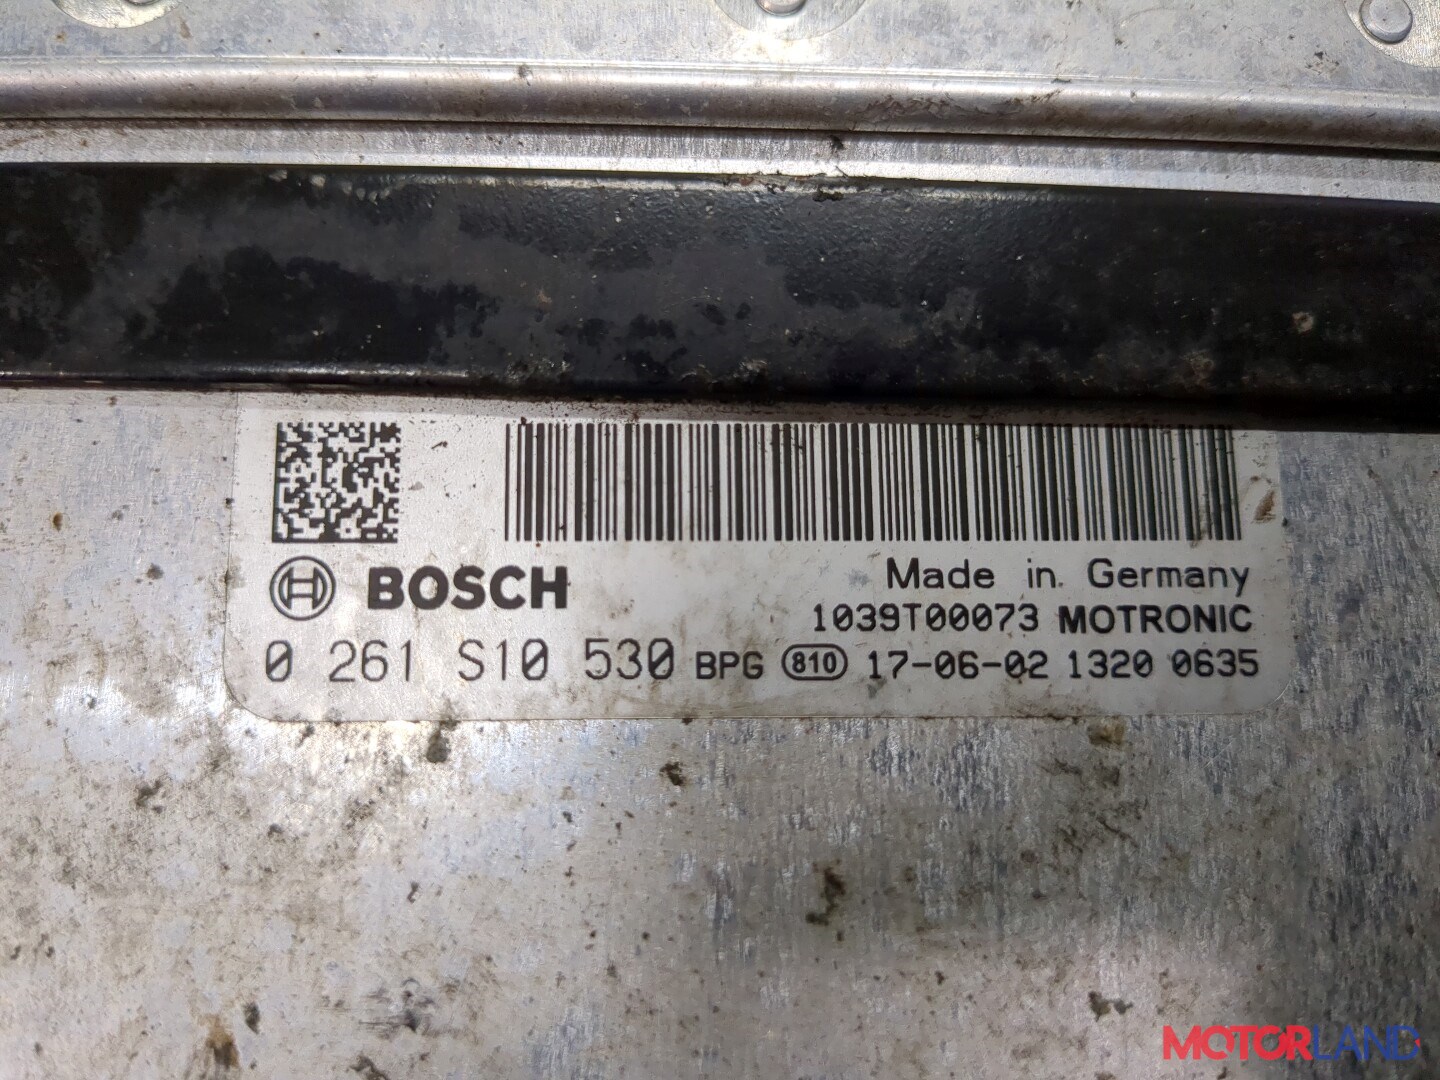 BOSCH
Made in Germany
1039T00073 MOTRONIC
0 261 S10 530 BPG 810 17-06-02 1320 0635
MOTORLAND